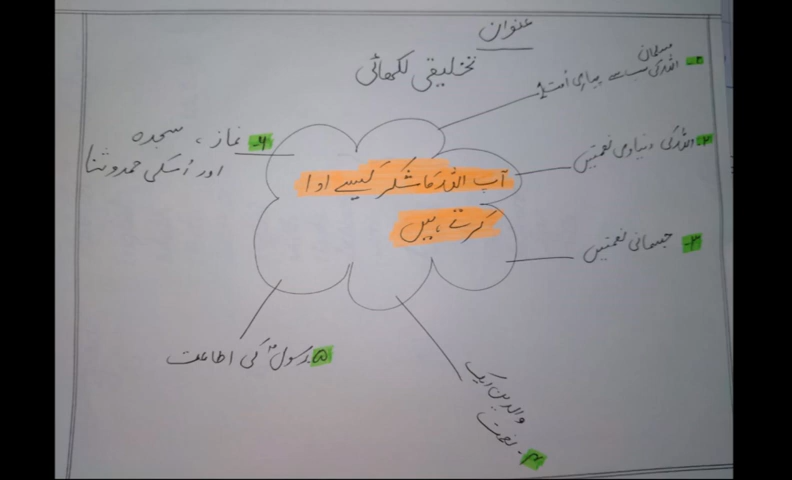 عنوان
تخلیقی لکھائی
آپ اللہ کا شکر کیسے ادا
کرتے ہیں
مسلمان
۱۔ اللہ کی سب سے پیاری امت
۲۔ اللہ کی دنیاوی نعمتیں
۳۔ جسمانی نعمتیں
۴۔ والدین ایک
نعمت
۵۔ رسولؐ کی اطاعت
۶۔ نماز، سجدہ
اور اُسکی حمد و ثنا